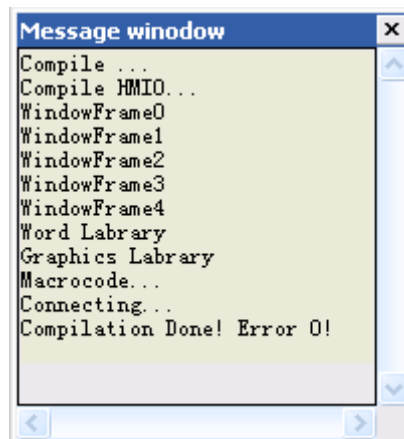 Message winodow
Compile ...
Compile HMI0...
WindowFrame0
WindowFrame1
WindowFrame2
WindowFrame3
WindowFrame4
Word Labrary
Graphics Labrary
Macrocode...
Connecting...
Compilation Done! Error 0!